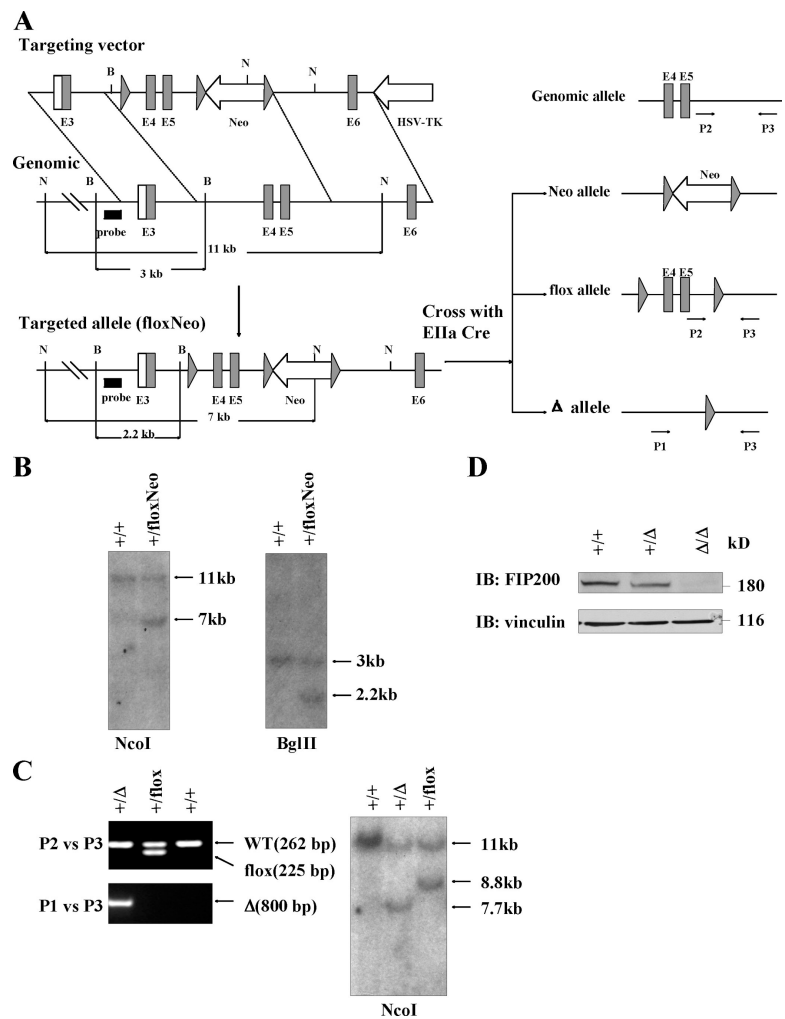 A
Targeting vector
B
N
N
E3
E4 E5
Neo
E6
HSV-TK
Genomic
N
B
B
N
probe
E3
E4 E5
E6
11 kb
3 kb
Targeted allele (floxNeo)
N
B
B
N
N
probe
E3
E4 E5
Neo
E6
7 kb
2.2 kb
Cross with
EIIa Cre
Genomic allele
E4 E5
P2
P3
Neo allele
Neo
flox allele
E4 E5
P2
P3
Δ allele
P1
P3
B
+/+
+/floxNeo
11kb
7kb
NcoI
+/+
+/floxNeo
3kb
2.2kb
BglII
D
+/+
+/Δ
Δ/Δ
kD
IB: FIP200
180
IB: vinculin
116
C
+/Δ
+/flox
+/+
P2 vs P3
WT(262 bp)
flox(225 bp)
P1 vs P3
Δ(800 bp)
+/+
+/Δ
+/flox
11kb
8.8kb
7.7kb
NcoI